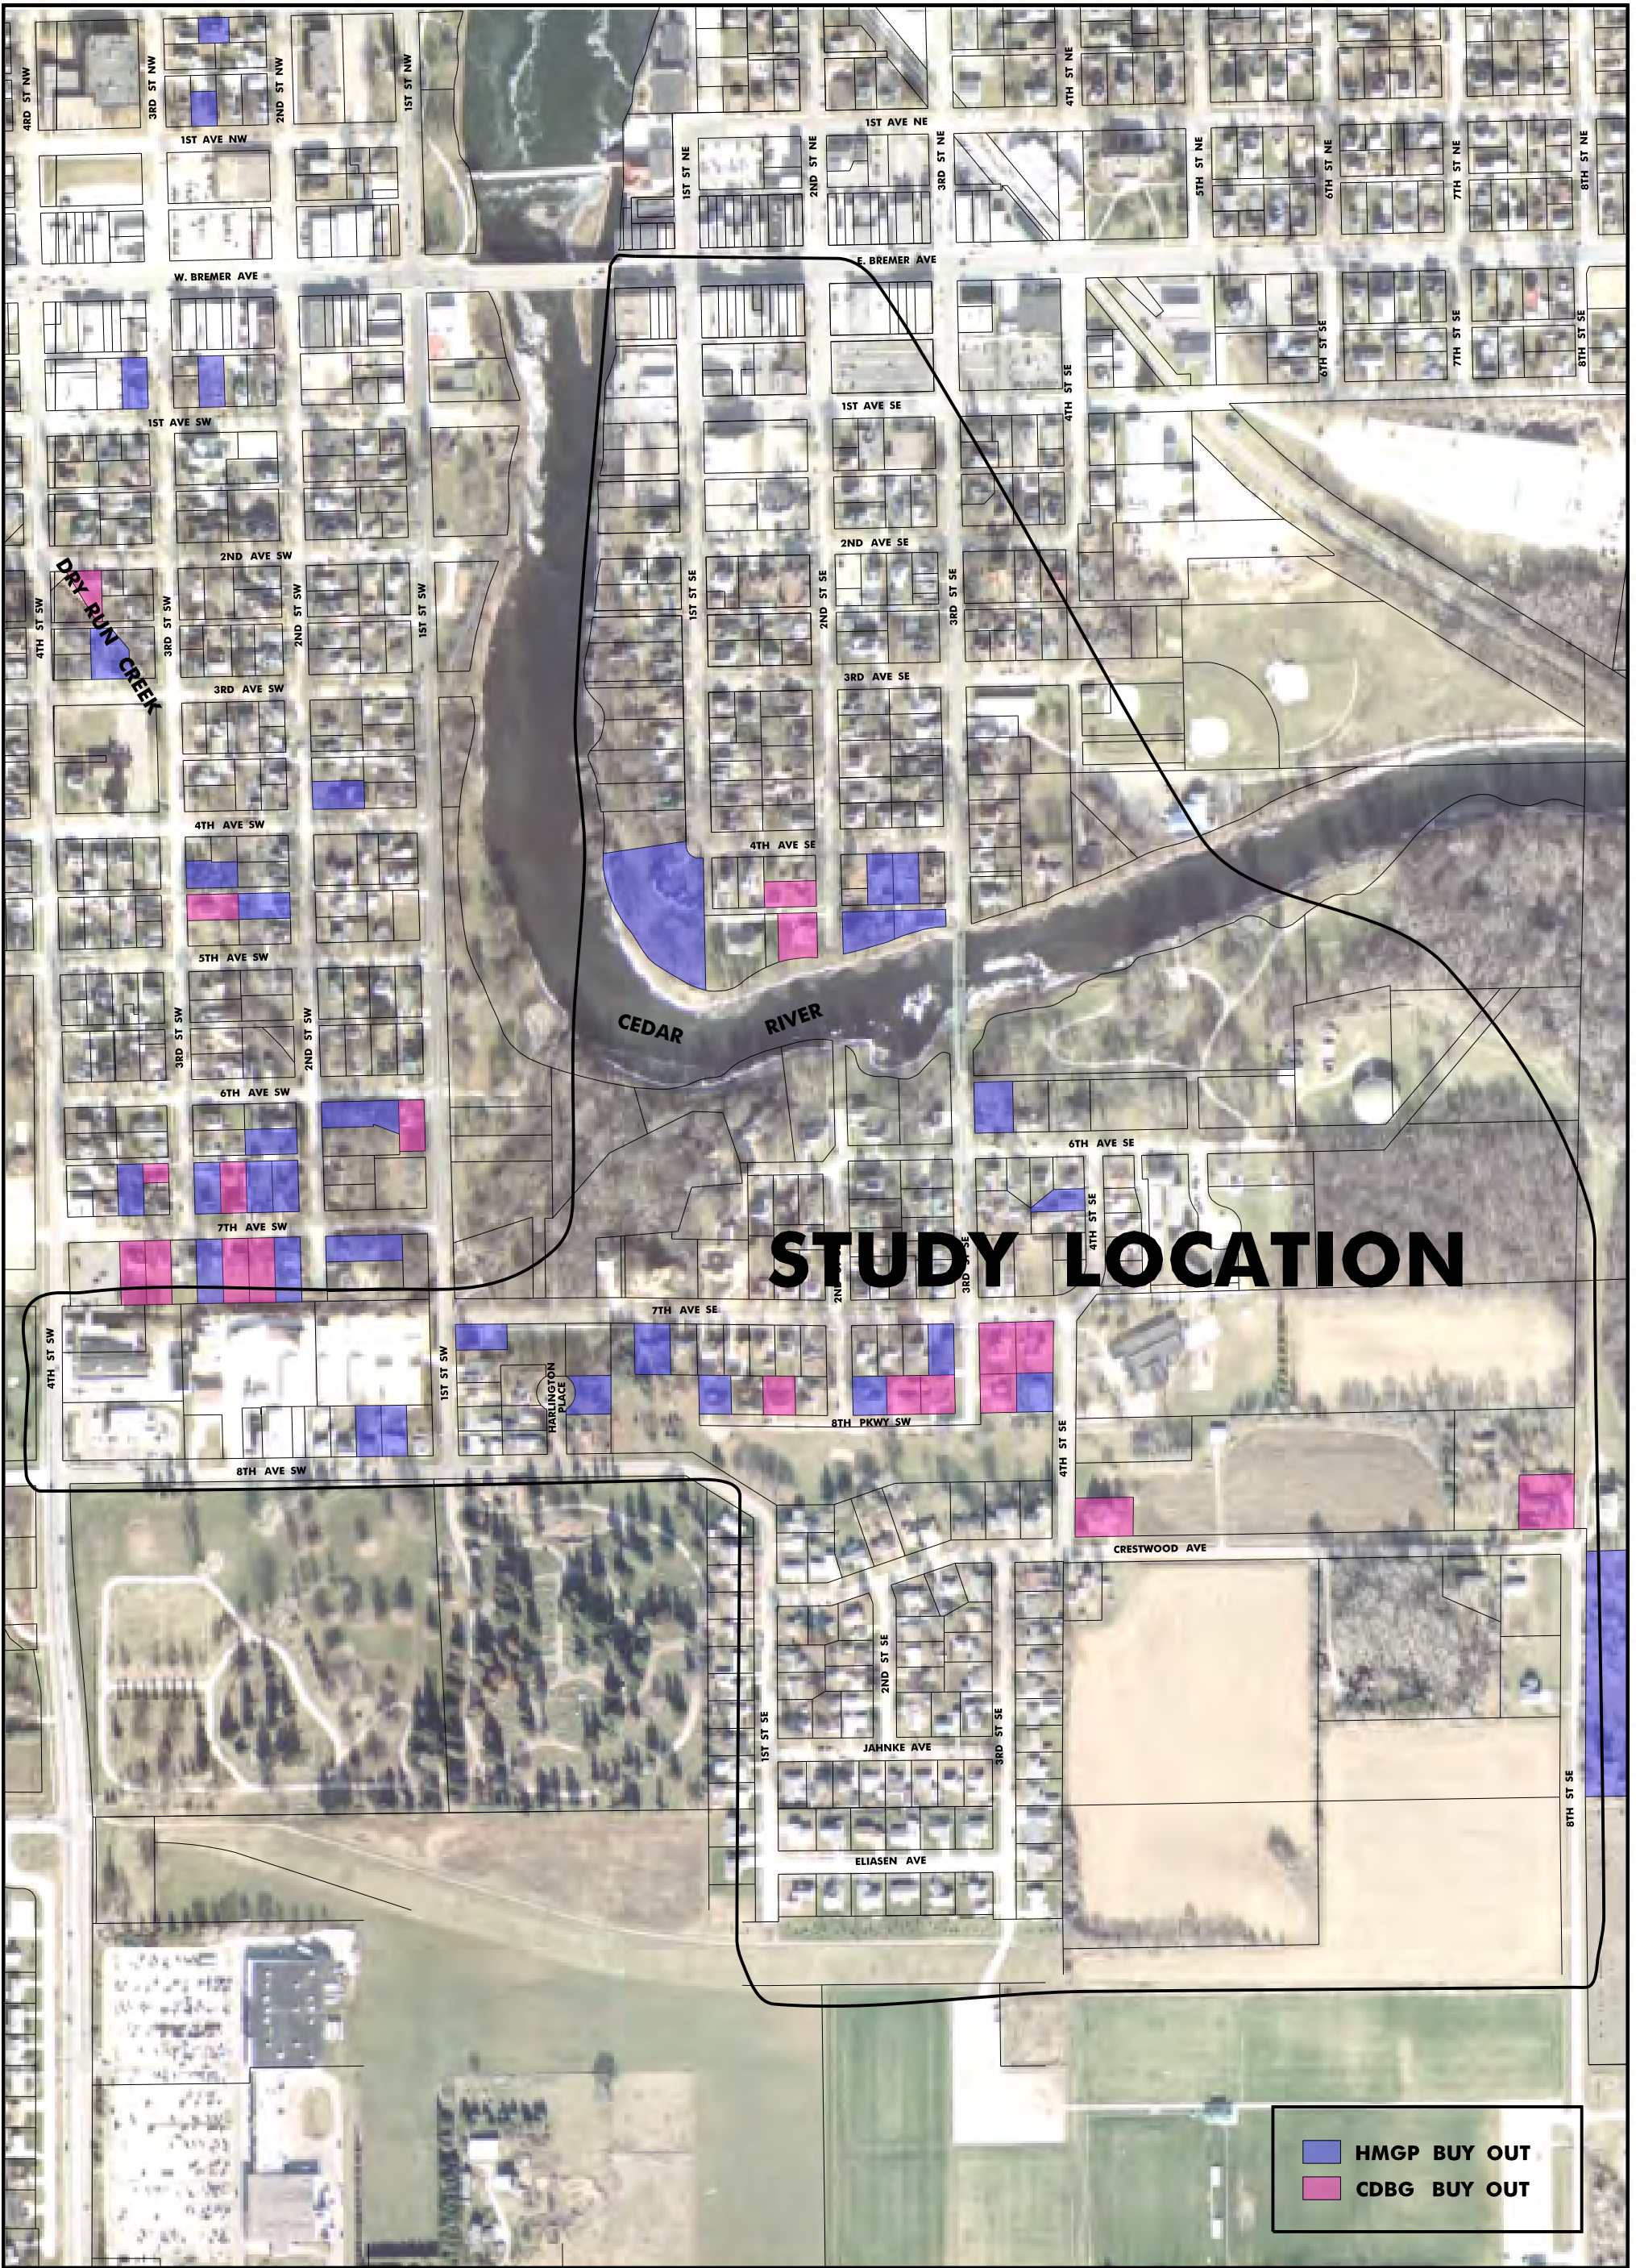 4RD ST NW
3RD ST NW
2ND ST NW
1ST ST NW
4TH ST NE
1ST AVE NE
1ST AVE NW
1ST ST NE
2ND ST NE
3RD ST NE
5TH ST NE
6TH ST NE
7TH ST NE
8TH ST NE
E. BREMER AVE
W. BREMER AVE
6TH ST SE
7TH ST SE
8TH ST SE
4TH ST SE
1ST AVE SE
1ST AVE SW
2ND AVE SE
2ND AVE SW
DRY RUN CREEK
4TH ST SW
3RD ST SW
2ND ST SW
1ST ST SW
1ST ST SE
2ND ST SE
3RD ST SE
3RD AVE SE
3RD AVE SW
4TH AVE SW
4TH AVE SE
5TH AVE SW
CEDAR RIVER
3RD ST SW
2ND ST SW
6TH AVE SW
6TH AVE SE
7TH AVE SW
4TH ST SE
STUDY LOCATION
2ND ST SE
3RD ST SE
7TH AVE SE
4TH ST SW
1ST ST SW
HARLINGTON
PLACE
8TH PKWY SW
4TH ST SE
8TH AVE SW
CRESTWOOD AVE
2ND ST SE
1ST ST SE
3RD ST SE
JAHNKE AVE
8TH ST SE
ELIASEN AVE
HMGP BUY OUT
CDBG BUY OUT